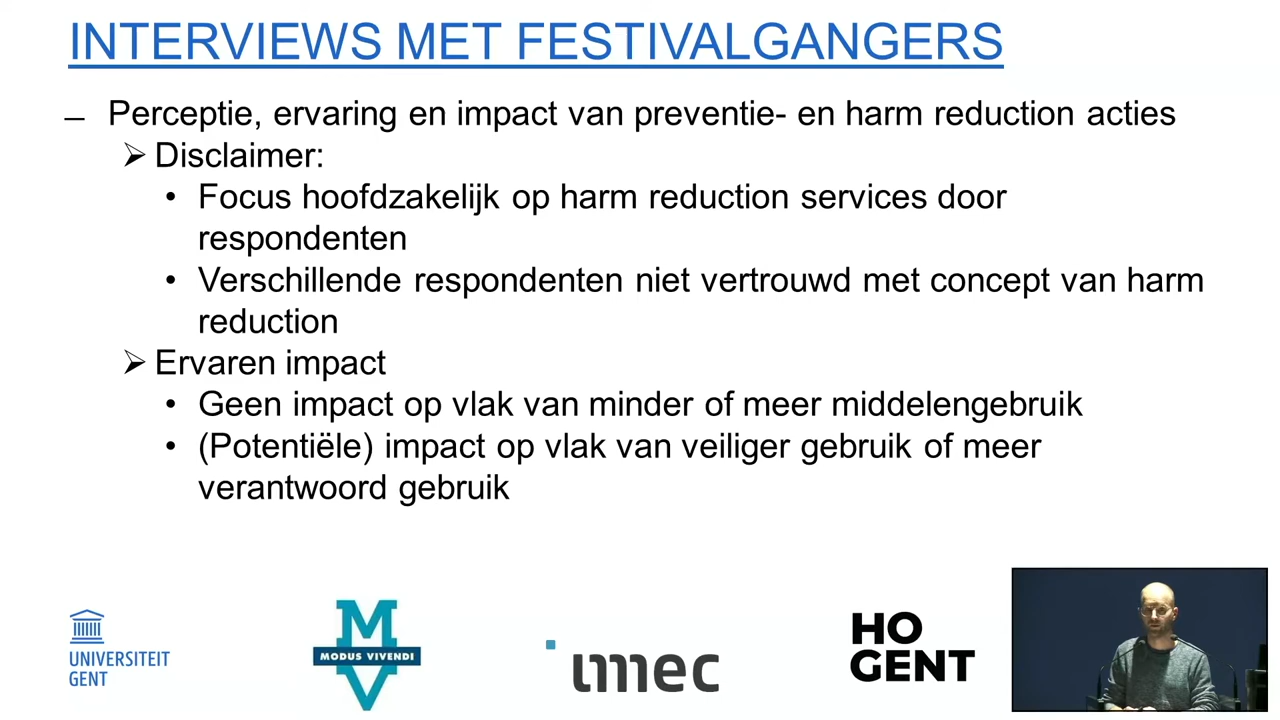 INTERVIEWS MET FESTIVALGANGERS
– Perceptie, ervaring en impact van preventie- en harm reduction acties
➢ Disclaimer:
• Focus hoofdzakelijk op harm reduction services door
respondenten
• Verschillende respondenten niet vertrouwd met concept van harm
reduction
➢ Ervaren impact
• Geen impact op vlak van minder of meer middelengebruik
• (Potentiële) impact op vlak van veiliger gebruik of meer
verantwoord gebruik
UNIVERSITEIT
GENT
M
MODUS VIVENDI
V
imec
HO
GENT